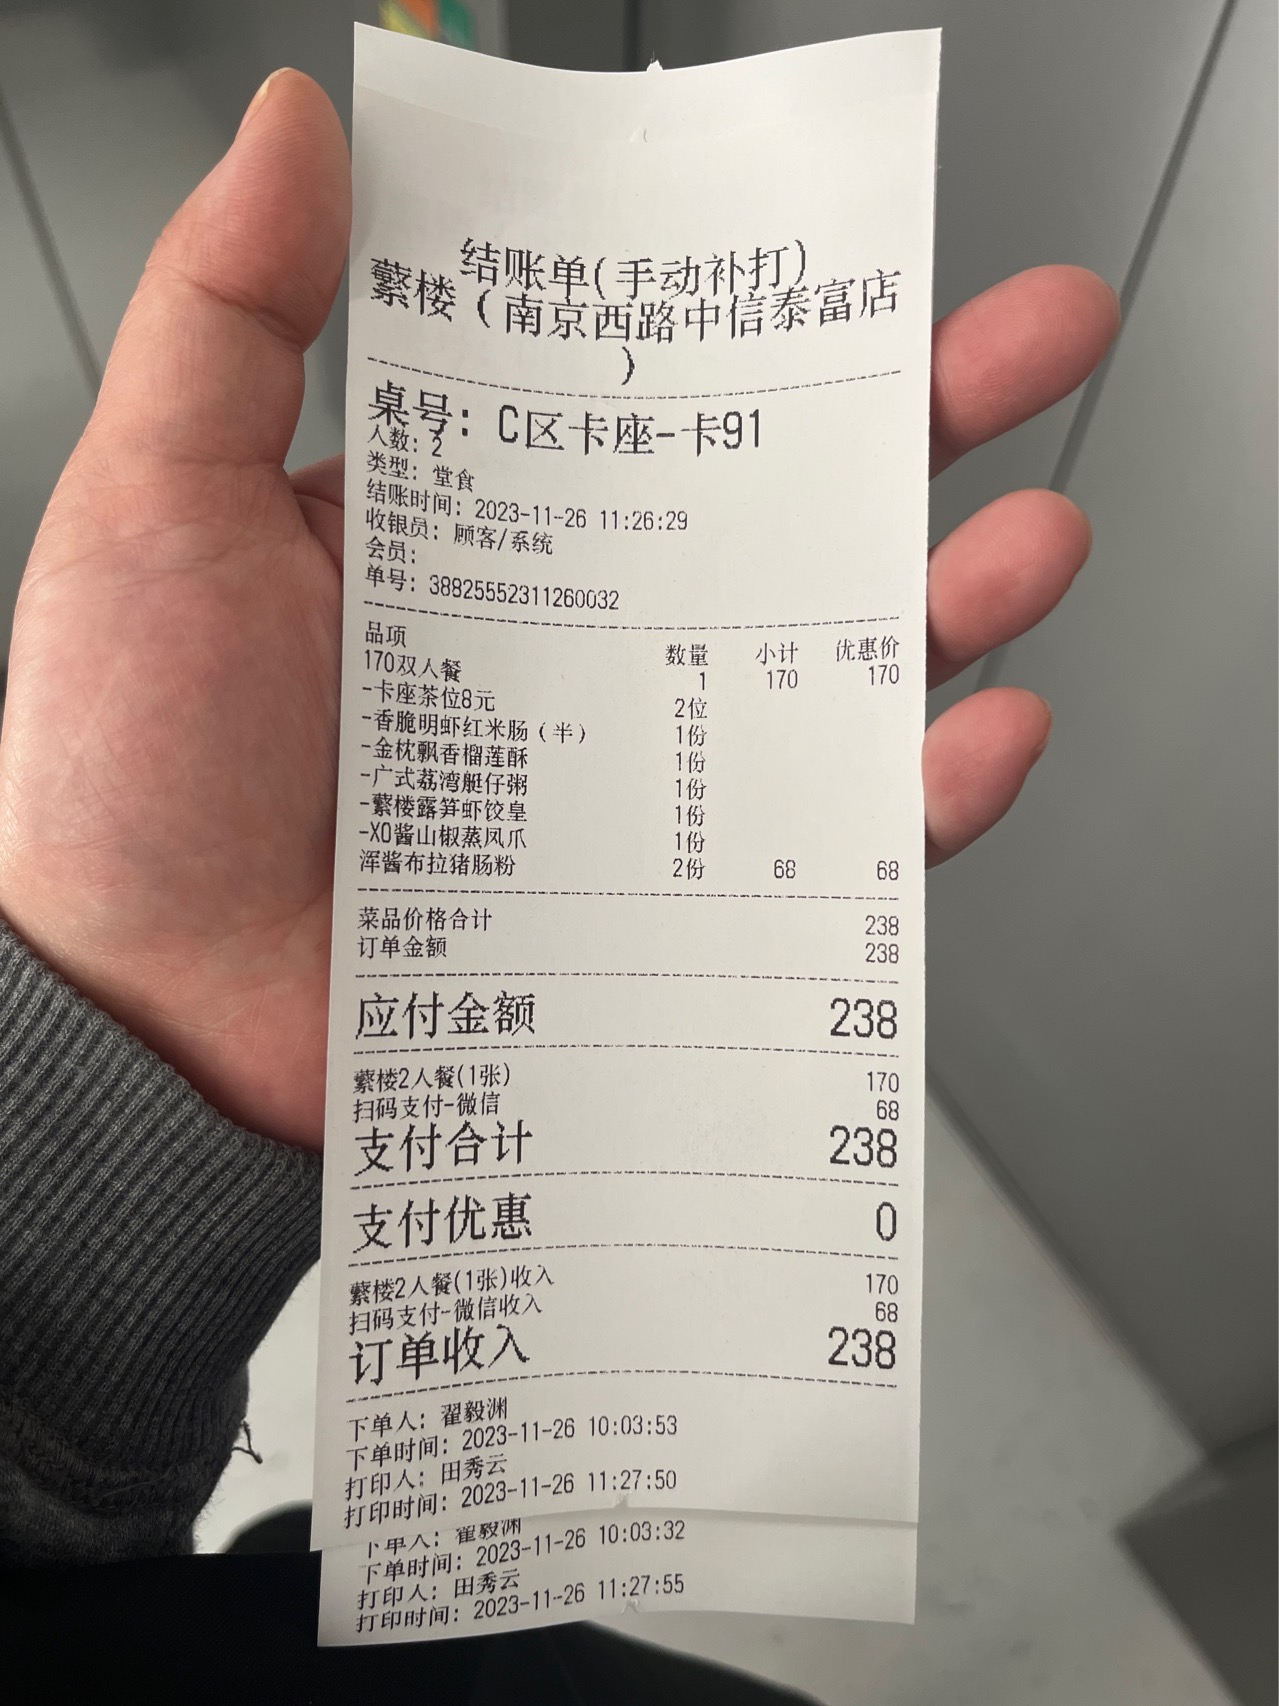 结账单(手动补打)
蘩楼（南京西路中信泰富店
）
桌号: C区卡座-卡91
人数: 2
类型: 堂食
结账时间: 2023-11-26 11:26:29
收银员: 顾客/系统
会员:
单号: 38825552311260032
品项 数量 小计 优惠价
170双人餐 1 170 170
-卡座茶位8元 2位
-香脆明虾红米肠（半） 1份
-金枕飘香榴莲酥 1份
-广式荔湾艇仔粥 1份
-蘩楼露笋虾饺皇 1份
-XO酱山椒蒸凤爪 1份
浑酱布拉猪肠粉 2份 68 68
菜品价格合计 238
订单金额 238
应付金额 238
蘩楼2人餐(1张) 170
扫码支付-微信 68
支付合计 238
支付优惠 0
蘩楼2人餐(1张)收入 170
扫码支付-微信收入 68
订单收入 238
下单人: 翟毅渊
下单时间: 2023-11-26 10:03:53
打印人: 田秀云
打印时间: 2023-11-26 11:27:50
下单人: 翟毅渊
下单时间: 2023-11-26 10:03:32
打印人: 田秀云
打印时间: 2023-11-26 11:27:55